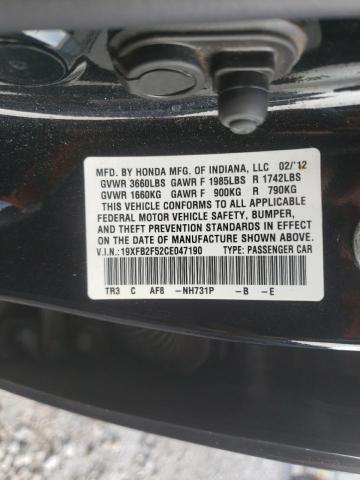 MFD. BY HONDA MFG. OF INDIANA, LLC 02/'12
GVWR 3660LBS GAWR F 1985LBS R 1742LBS
GVWR 1660KG GAWR F 900KG R 790KG
THIS VEHICLE CONFORMS TO ALL APPLICABLE
FEDERAL MOTOR VEHICLE SAFETY, BUMPER,
AND THEFT PREVENTION STANDARDS IN EFFECT
ON THE DATE OF MANUFACTURE SHOWN ABOVE.
V.I.N.: 19XFB2F52CE047190 TYPE: PASSENGER CAR
TR3 C AF8 -NH731P -B -E